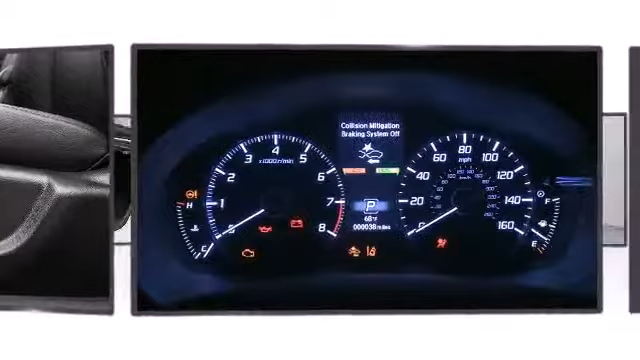 Collision Mitigation
Braking System Off
x1000r/min
0
1
2
3
4
5
6
7
8
H
C
P
68°F
000038 miles
mph
0
20
40
60
80
100
120
140
160
F
E